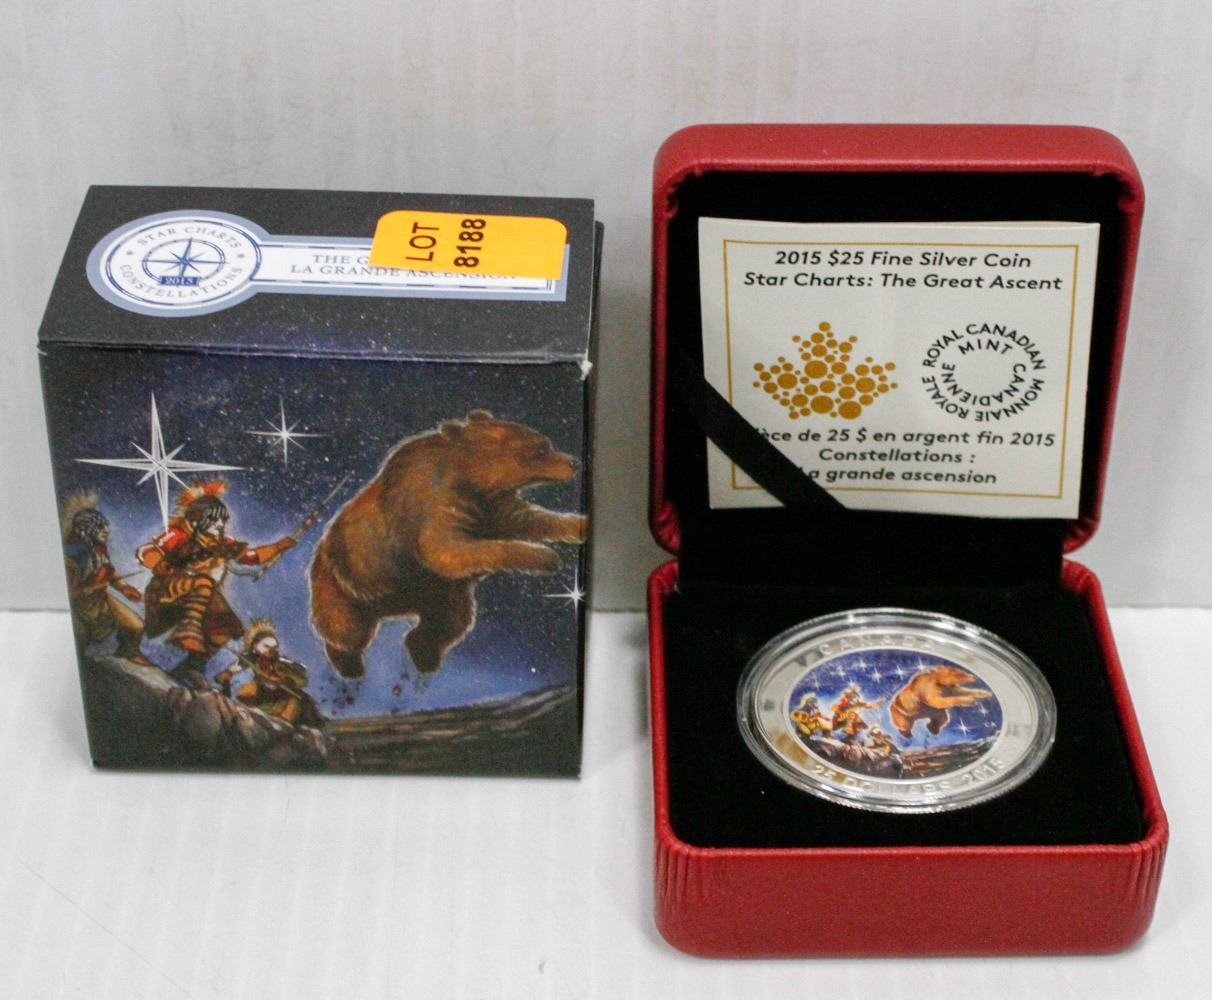 STAR CHARTS
2015
CONSTELLATIONS
THE G
LA GRANDE ASCENSION
LOT
8188
2015 $25 Fine Silver Coin
Star Charts: The Great Ascent
ROYAL CANADIAN MINT
MONNAIE ROYALE CANADIENNE
èce de 25 $ en argent fin 2015
Constellations :
La grande ascension
CANADA
25 DOLLARS 2015